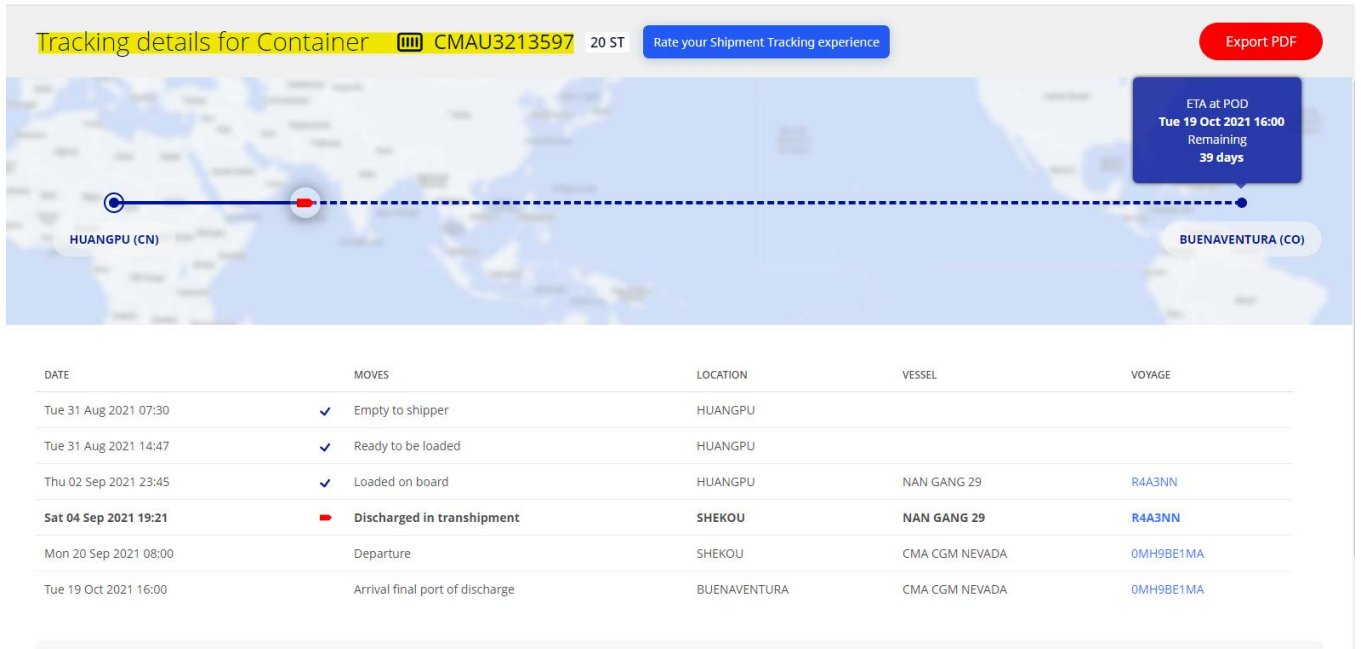 Tracking details for Container CMAU3213597 20 ST Rate your Shipment Tracking experience Export PDF
ETA at POD
Tue 19 Oct 2021 16:00
Remaining
39 days
HUANGPU (CN) BUENAVENTURA (CO)
DATE MOVES LOCATION VESSEL VOYAGE
Tue 31 Aug 2021 07:30 Empty to shipper HUANGPU
Tue 31 Aug 2021 14:47 Ready to be loaded HUANGPU
Thu 02 Sep 2021 23:45 Loaded on board HUANGPU NAN GANG 29 R4A3NN
Sat 04 Sep 2021 19:21 Discharged in transhipment SHEKOU NAN GANG 29 R4A3NN
Mon 20 Sep 2021 08:00 Departure SHEKOU CMA CGM NEVADA 0MH9BE1MA
Tue 19 Oct 2021 16:00 Arrival final port of discharge BUENAVENTURA CMA CGM NEVADA 0MH9BE1MA